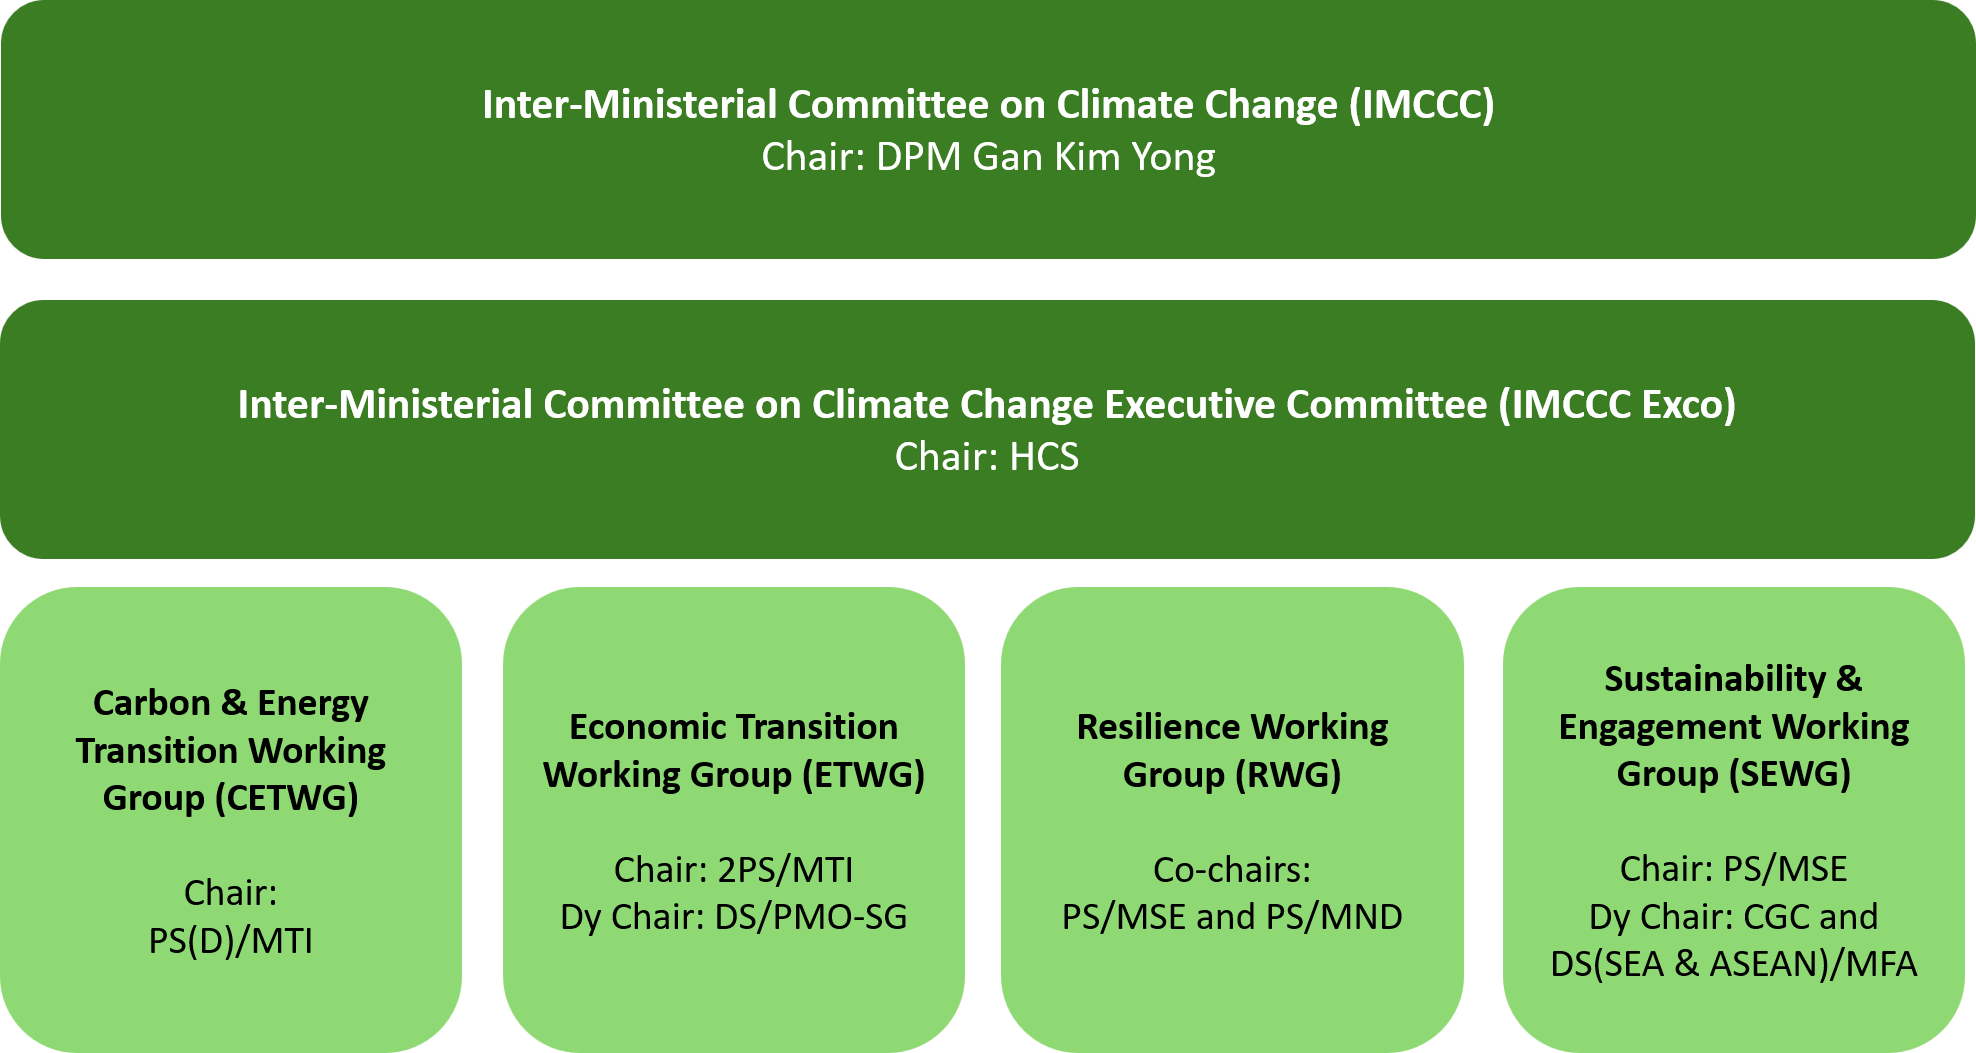 Inter-Ministerial Committee on Climate Change (IMCCC)
Chair: DPM Gan Kim Yong
Inter-Ministerial Committee on Climate Change Executive Committee (IMCCC Exco)
Chair: HCS
Carbon & Energy
Transition Working
Group (CETWG)
Chair:
PS(D)/MTI
Economic Transition
Working Group (ETWG)
Chair: 2PS/MTI
Dy Chair: DS/PMO-SG
Resilience Working
Group (RWG)
Co-chairs:
PS/MSE and PS/MND
Sustainability &
Engagement Working
Group (SEWG)
Chair: PS/MSE
Dy Chair: CGC and
DS(SEA & ASEAN)/MFA